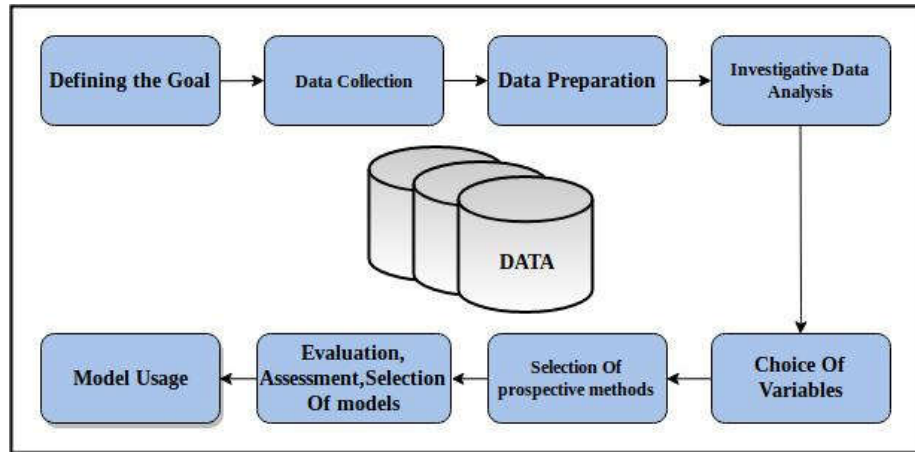 Defining the Goal
Data Collection
Data Preparation
Investigative Data
Analysis
DATA
Choice Of
Variables
Selection Of
prospective methods
Evaluation,
Assessment,Selection
Of models
Model Usage